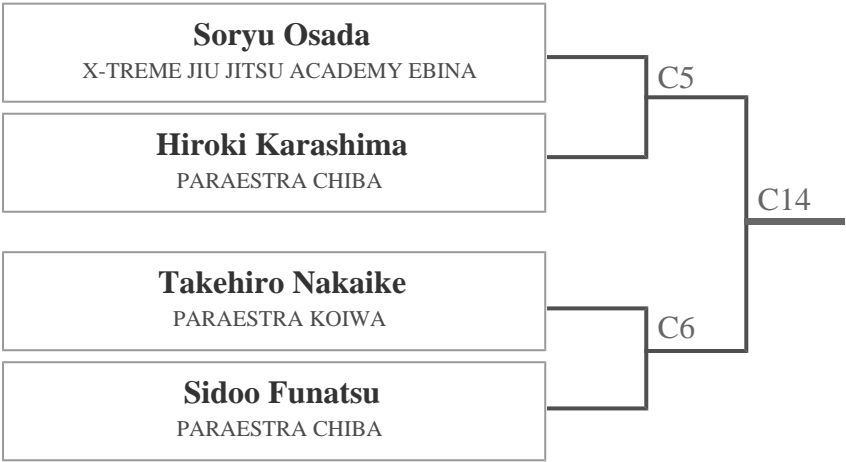 Soryu Osada
X-TREME JIU JITSU ACADEMY EBINA
C5
Hiroki Karashima
PARAESTRA CHIBA
C14
Takehiro Nakaike
PARAESTRA KOIWA
C6
Sidoo Funatsu
PARAESTRA CHIBA